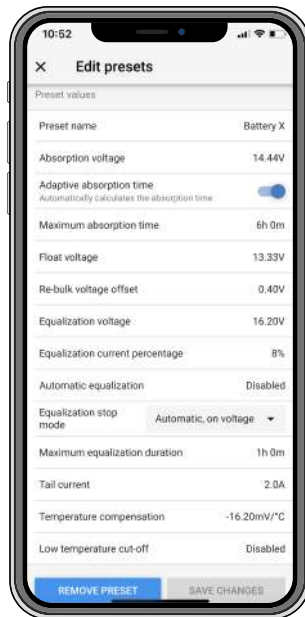 10:52
Edit presets
Preset values
Preset name Battery X
Absorption voltage 14.44V
Adaptive absorption time
Automatically calculates the absorption time
Maximum absorption time 6h 0m
Float voltage 13.33V
Re-bulk voltage offset 0.40V
Equalization voltage 16.20V
Equalization current percentage 8%
Automatic equalization Disabled
Equalization stop
mode Automatic, on voltage
Maximum equalization duration 1h 0m
Tail current 2.0A
Temperature compensation -16.20mV/°C
Low temperature cut-off Disabled
REMOVE PRESET SAVE CHANGES